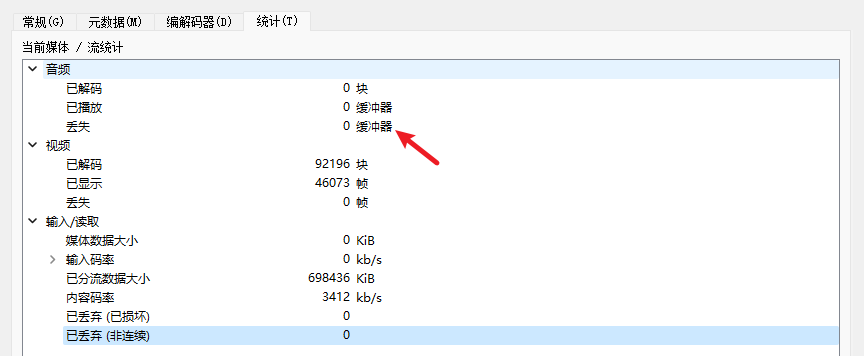 常规(G) 元数据(M) 编解码器(D) 统计(T)
当前媒体 / 流统计
音频
已解码 0 块
已播放 0 缓冲器
丢失 0 缓冲器
视频
已解码 92196 块
已显示 46073 帧
丢失 0 帧
输入/读取
媒体数据大小 0 KiB
输入码率 0 kb/s
已分流数据大小 698436 KiB
内容码率 3412 kb/s
已丢弃 (已损坏) 0
已丢弃 (非连续) 0